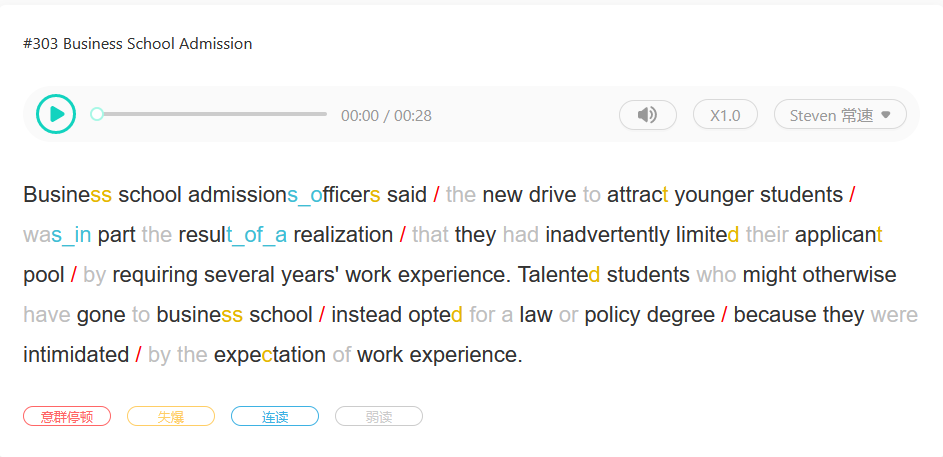 #303 Business School Admission
00:00 / 00:28
X1.0
Steven 常速
Business school admissions_officers said / the new drive to attract younger students /
was_in part the result_of_a realization / that they had inadvertently limited their applicant
pool / by requiring several years' work experience. Talented students who might otherwise
have gone to business school / instead opted for a law or policy degree / because they were
intimidated / by the expectation of work experience.
意群停顿
失爆
连读
弱读